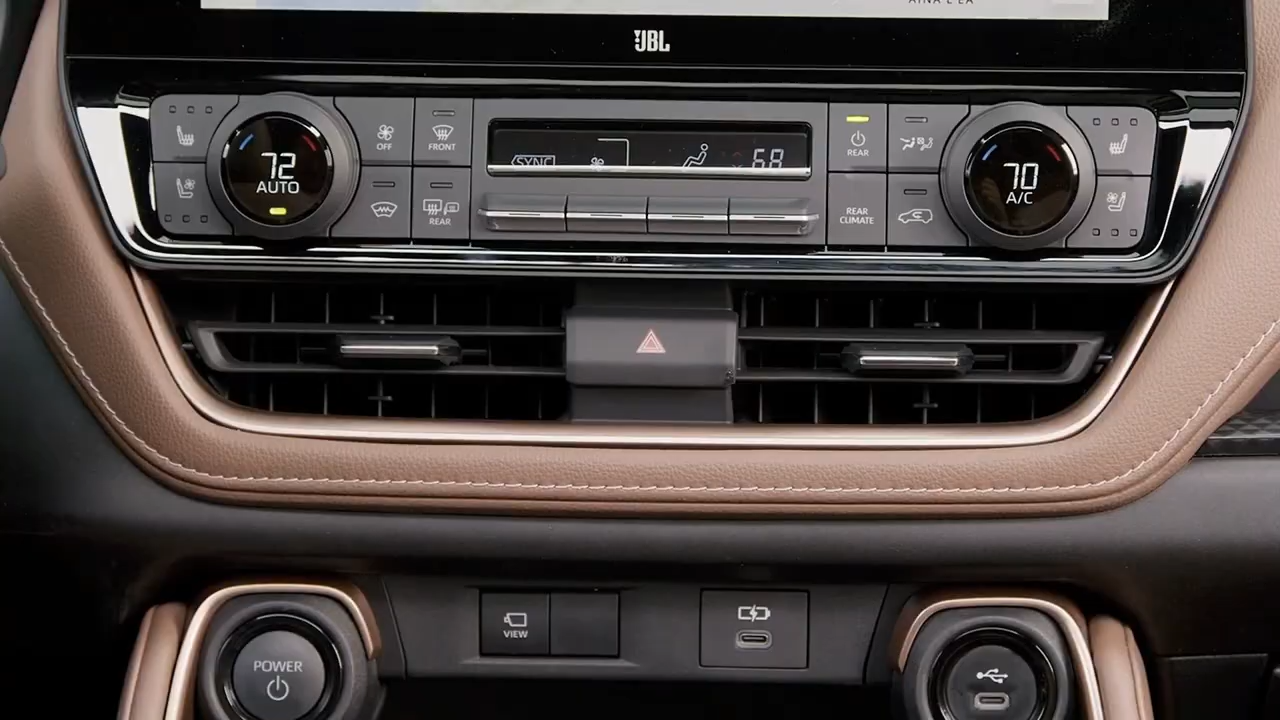 JBL
72
AUTO
OFF
FRONT
REAR
SYNC
68
REAR
REAR
CLIMATE
70
A/C
VIEW
POWER